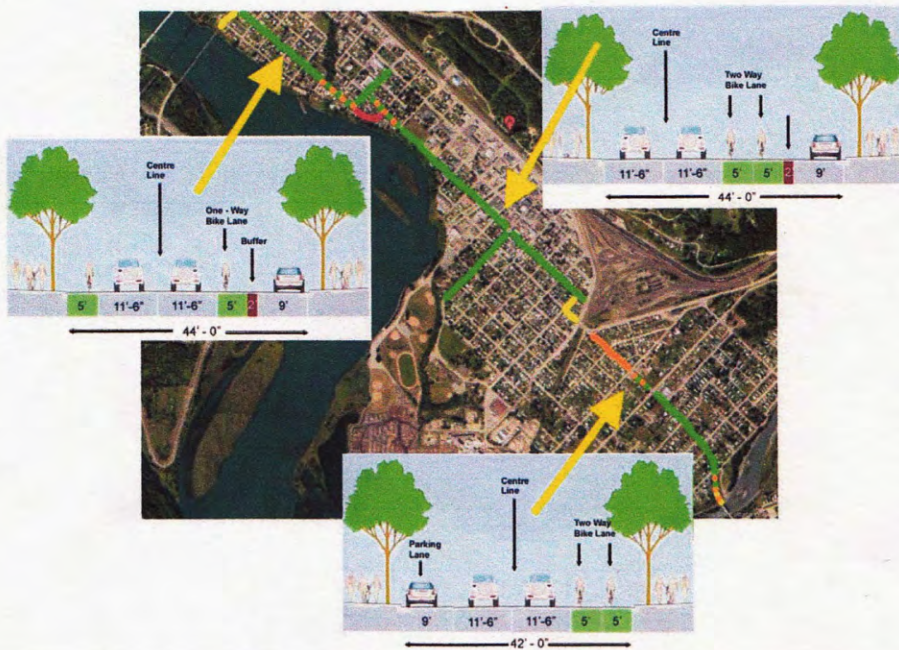 Centre
Line
One - Way
Bike Lane
Buffer
5'
11'-6"
11'-6"
5'
2'
9'
44' - 0"
Centre
Line
Two Way
Bike Lane
11'-6"
11'-6"
5'
5'
2'
9'
44' - 0"
Centre
Line
Parking
Lane
Two Way
Bike Lane
9'
11'-6"
11'-6"
5'
5'
42' - 0"